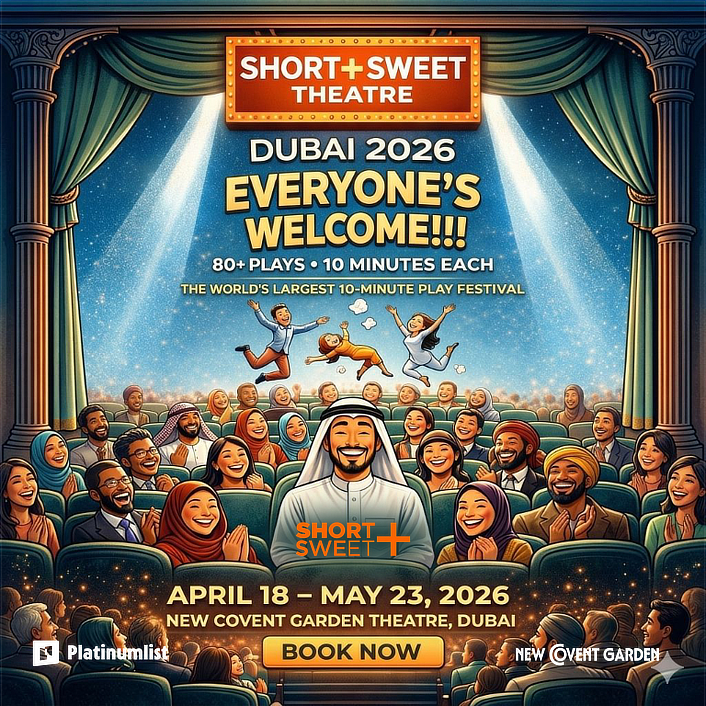 SHORT+SWEET
THEATRE
DUBAI 2026
EVERYONE'S
WELCOME!!!
80+ PLAYS • 10 MINUTES EACH
THE WORLD'S LARGEST 10-MINUTE PLAY FESTIVAL
SHORT
SWEET+
APRIL 18 – MAY 23, 2026
NEW COVENT GARDEN THEATRE, DUBAI
Platinumlist
BOOK NOW
NEW COVENT GARDEN